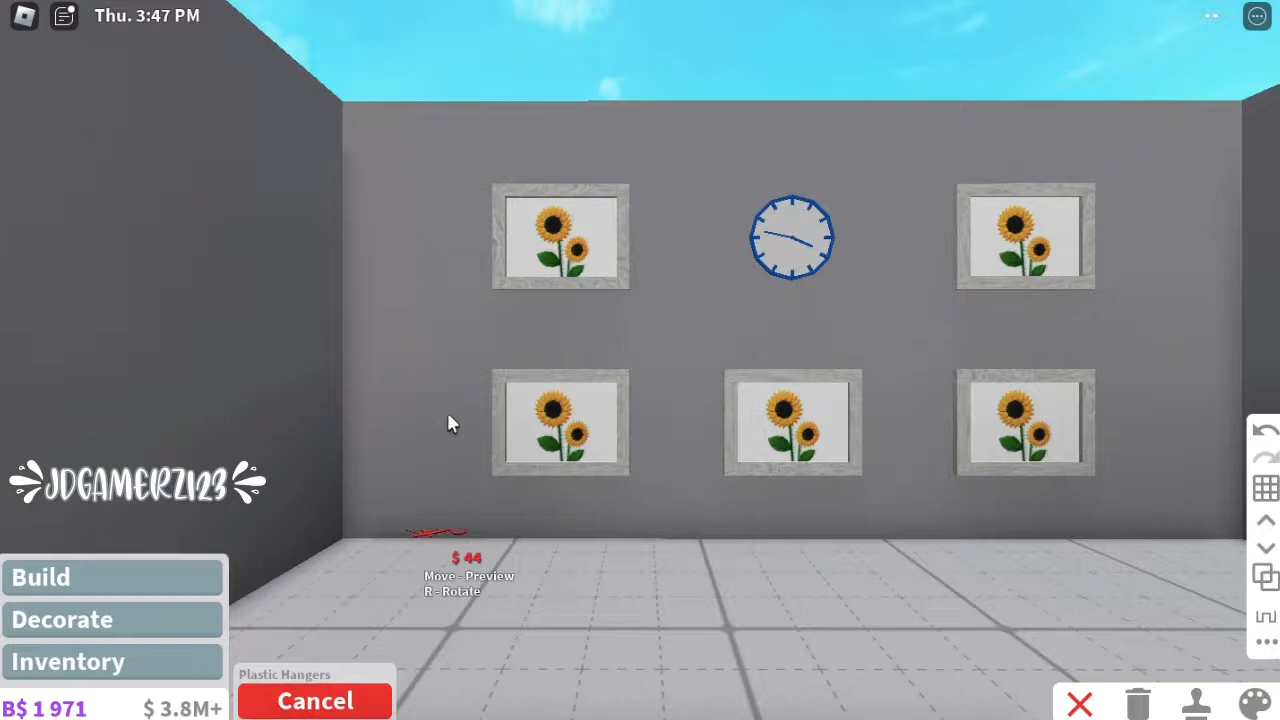 Thu. 3:47 PM
JDGAMERZ123
$ 44
Move - Preview
R - Rotate
Build
Decorate
Inventory
Plastic Hangers
Cancel
B$ 1 971 $ 3.8M+